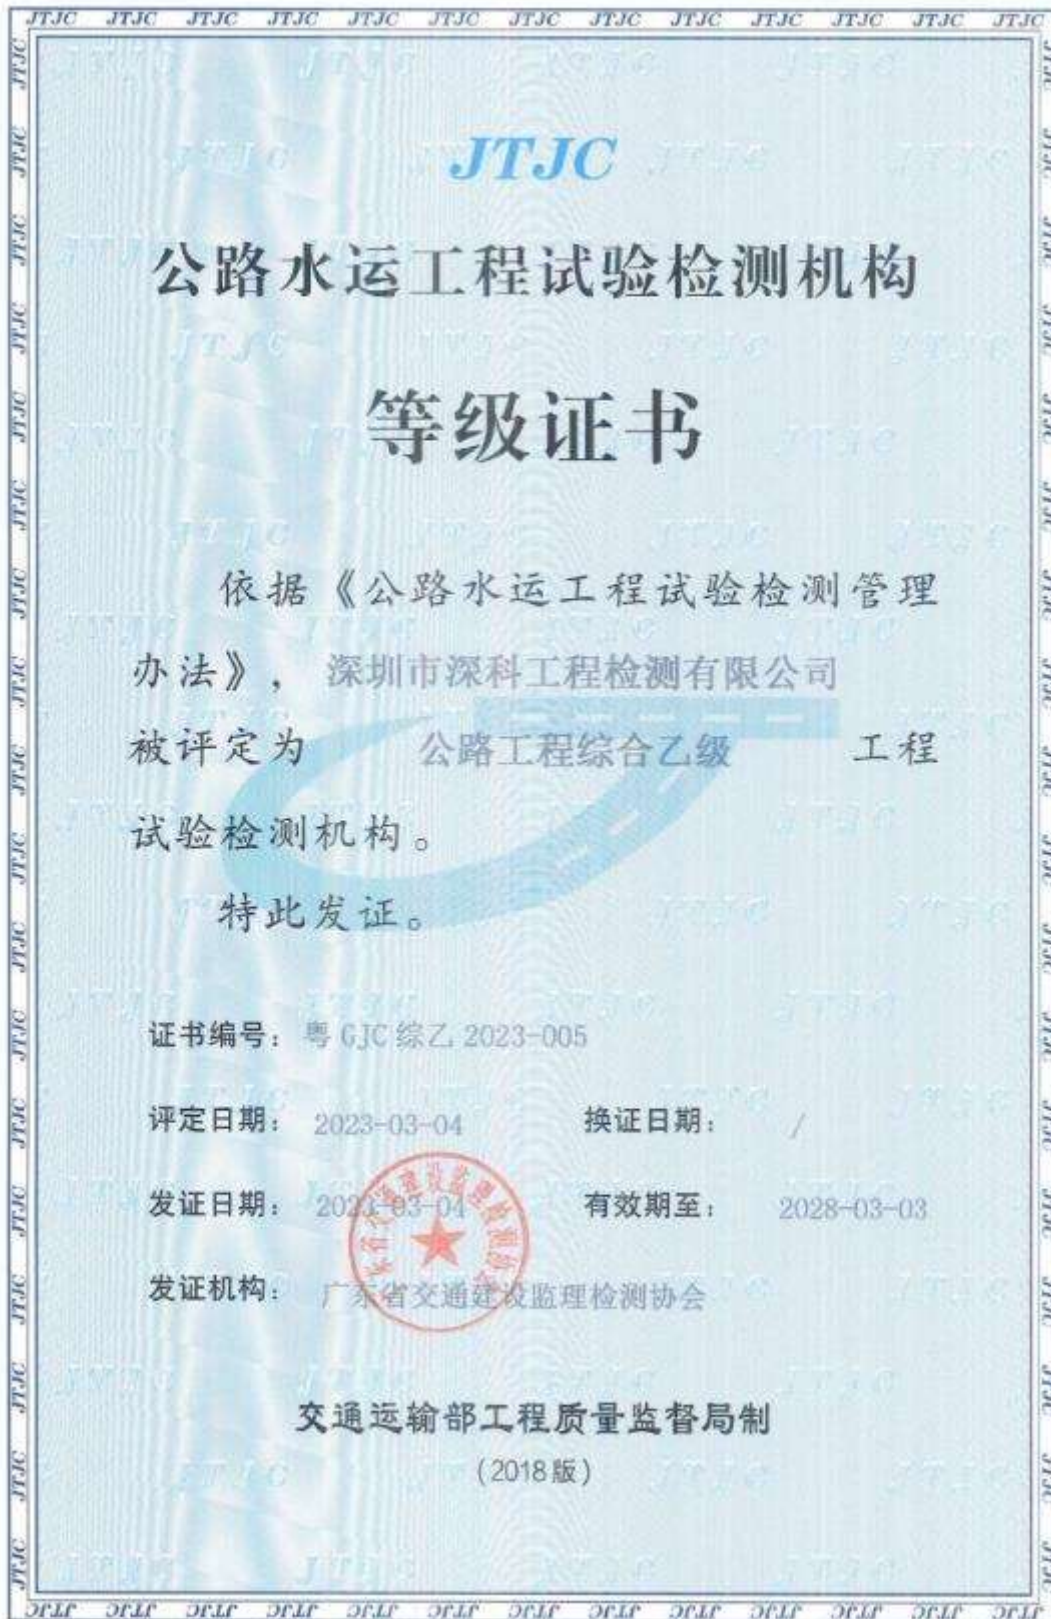 JTJC
公路水运工程试验检测机构
等级证书
依据《公路水运工程试验检测管理
办法》， 深圳市深科工程检测有限公司
被评定为 公路工程综合乙级 工程
试验检测机构。
特此发证。
证书编号： 粤 GJC 综乙 2023-005
评定日期： 2023-03-04 换证日期： /
发证日期： 2023-03-04 有效期至： 2028-03-03
发证机构： 广东省交通建设监理检测协会
交通运输部工程质量监督局制
（2018版）